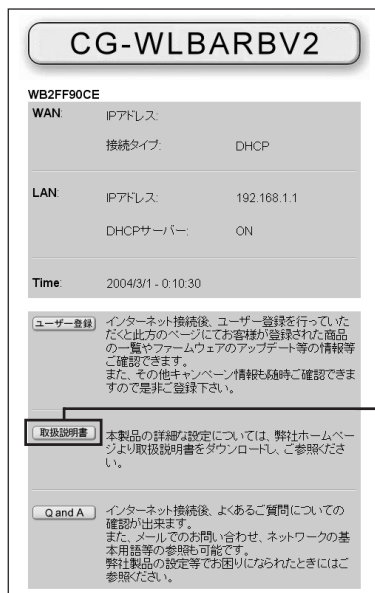 CG-WLBARBV2
WB2FF90CE
WAN: IPアドレス:
接続タイプ: DHCP
LAN: IPアドレス: 192.168.1.1
DHCPサーバー: ON
Time: 2004/3/1 - 0:10:30
ユーザー登録 インターネット接続後、ユーザー登録を行っていた
だくと此方のページにてお客様が登録された商品
の一覧やファームウェアのアップデート等の情報等
ご確認できます。
また、その他キャンペーン情報も随時ご確認できま
すので是非ご登録下さい。
取扱説明書 本製品の詳細な設定については、弊社ホームペー
ジより取扱説明書をダウンロードし、ご参照くださ
い。
Q and A インターネット接続後、よくあるご質問についての
確認が出来ます。
また、メールでのお問い合わせ、ネットワークの基
本用語等の参照も可能です。
弊社製品の設定等でお困りになられたときにはご
参照ください。